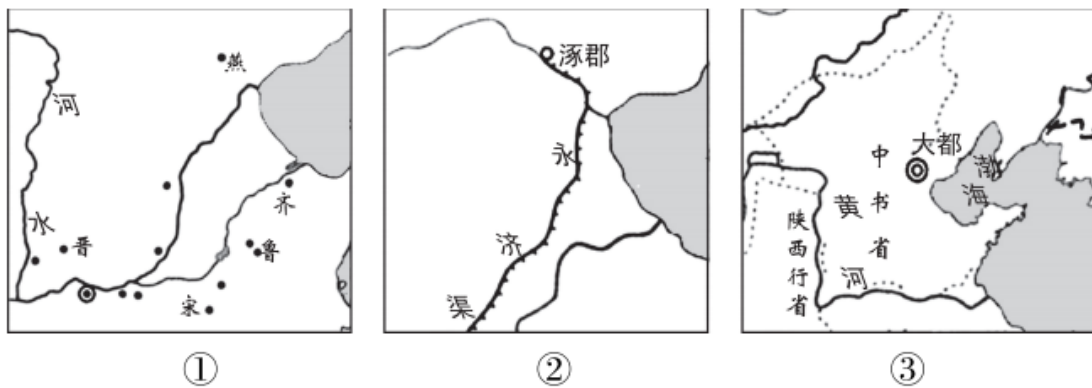 燕
河
水
晋
齐
鲁
宋
①
涿郡
永
济
渠
②
大都
中书省
渤海
黄河
陕西行省
③